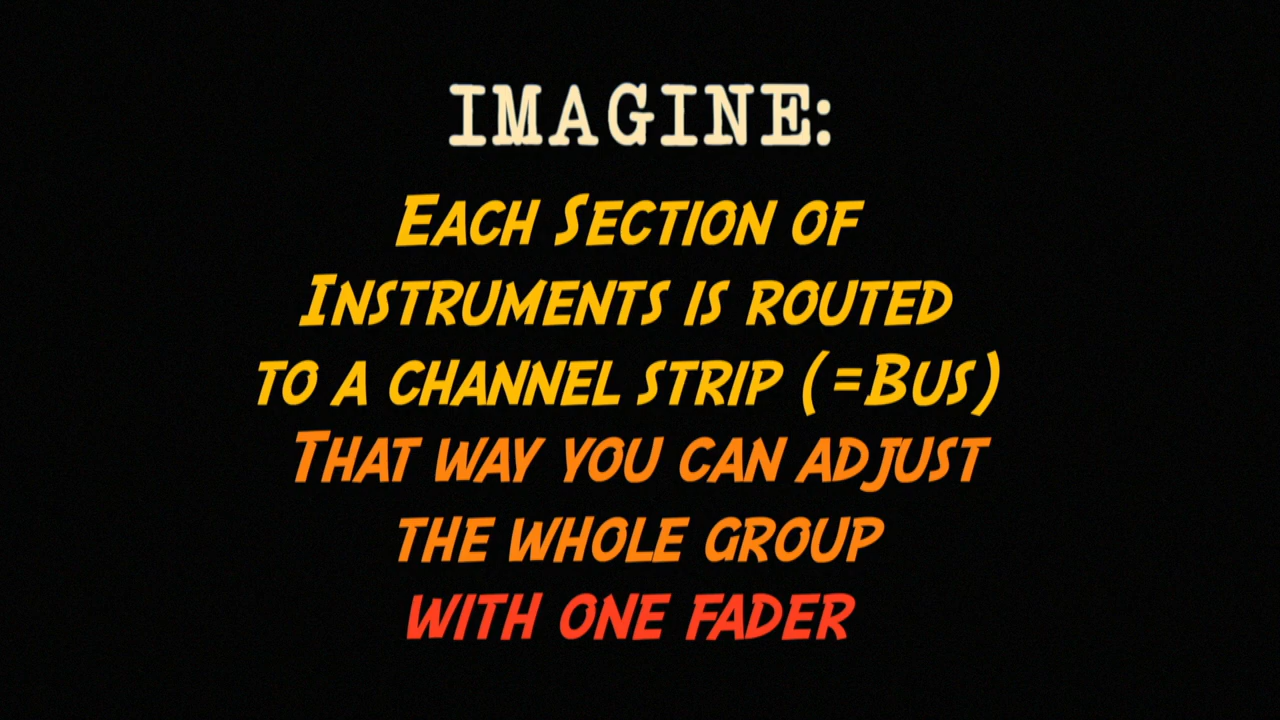 IMAGINE:
Each Section of
Instruments is routed
to a channel strip (=Bus)
That way you can adjust
the whole group
with one fader